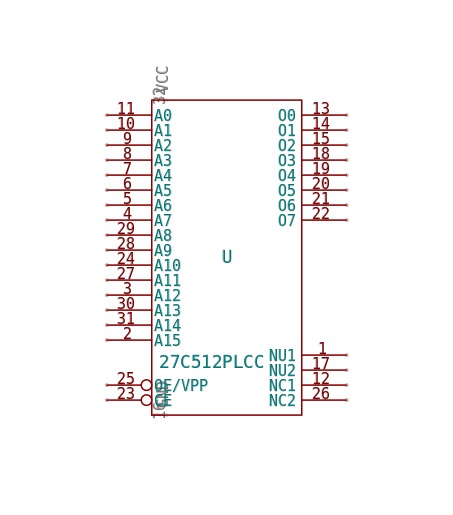 32 VCC
11 A0 O0 13
10 A1 O1 14
9 A2 O2 15
8 A3 O3 18
7 A4 O4 19
6 A5 O5 20
5 A6 O6 21
4 A7 O7 22
29 A8
28 A9
U
24 A10
27 A11
3 A12
30 A13
31 A14
2 A15
NU1 1
27C512PLCC
NU2 17
25 OE/VPP NC1 12
23 CE NC2 26
16 GND